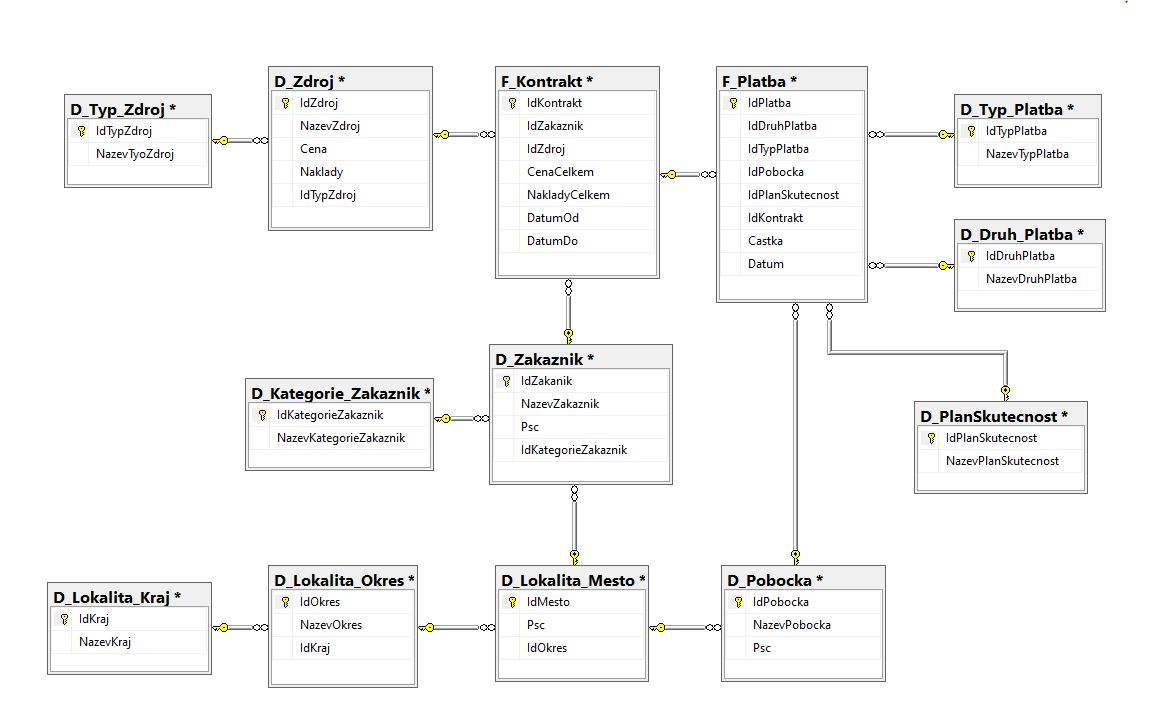 D_Typ_Zdroj *
IdTypZdroj
NazevTyoZdroj
D_Zdroj *
IdZdroj
NazevZdroj
Cena
Naklady
IdTypZdroj
F_Kontrakt *
IdKontrakt
IdZakaznik
IdZdroj
CenaCelkem
NakladyCelkem
DatumOd
DatumDo
F_Platba *
IdPlatba
IdDruhPlatba
IdTypPlatba
IdPobocka
IdPlanSkutecnost
IdKontrakt
Castka
Datum
D_Typ_Platba *
IdTypPlatba
NazevTypPlatba
D_Druh_Platba *
IdDruhPlatba
NazevDruhPlatba
D_Kategorie_Zakaznik *
IdKategorieZakaznik
NazevKategorieZakaznik
D_Zakaznik *
IdZakanik
NazevZakaznik
Psc
IdKategorieZakaznik
D_PlanSkutecnost *
IdPlanSkutecnost
NazevPlanSkutecnost
D_Lokalita_Kraj *
IdKraj
NazevKraj
D_Lokalita_Okres *
IdOkres
NazevOkres
IdKraj
D_Lokalita_Mesto *
IdMesto
Psc
IdOkres
D_Pobocka *
IdPobocka
NazevPobocka
Psc